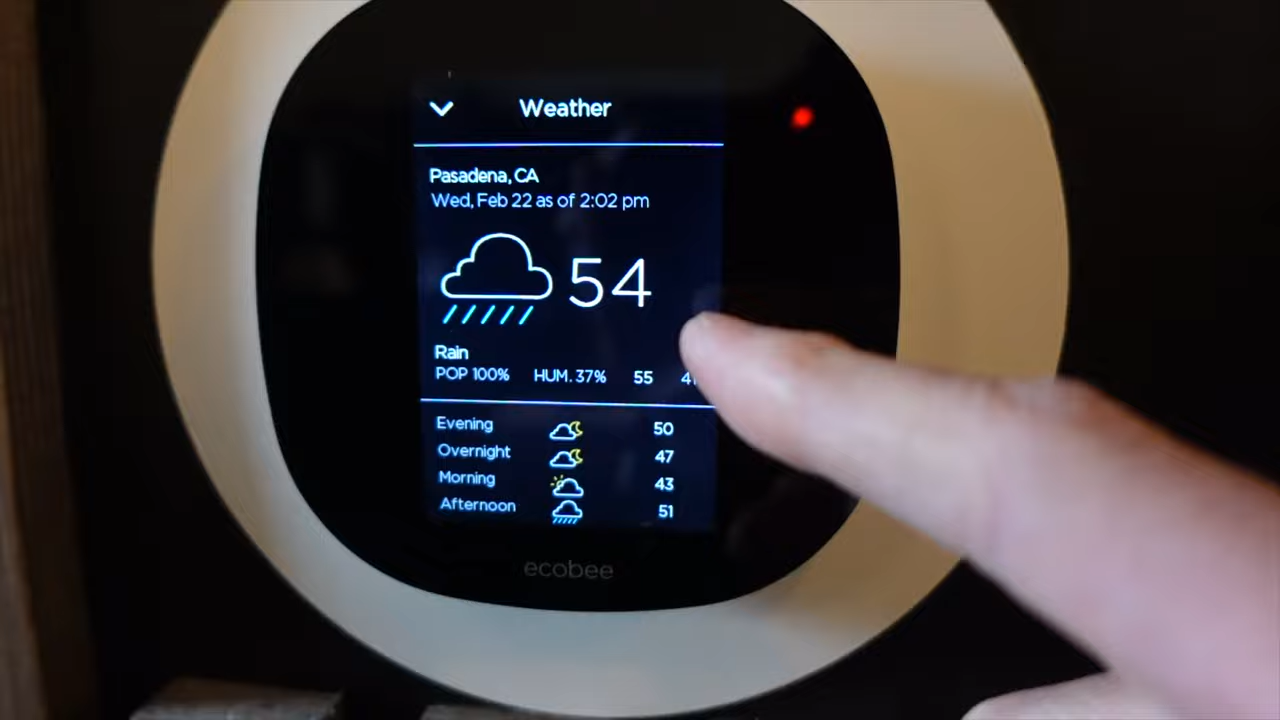 Weather
Pasadena, CA
Wed, Feb 22 as of 2:02 pm
54
Rain
POP 100% HUM. 37% 55
Evening 50
Overnight 47
Morning 43
Afternoon 51
ecobee